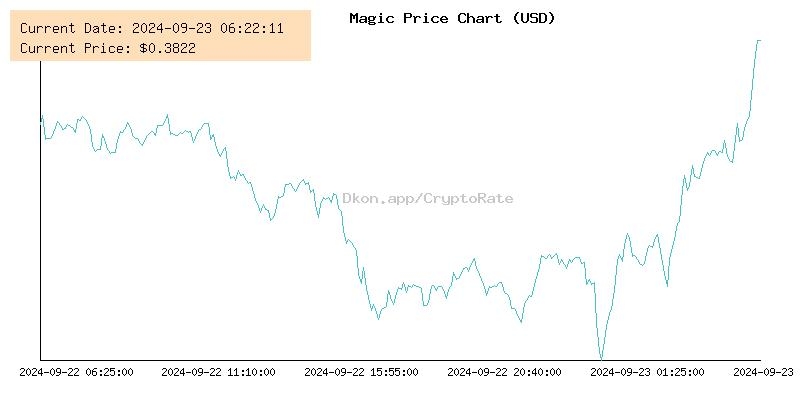 Magic Price Chart (USD)
Current Date: 2024-09-23 06:22:11
Current Price: $0.3822
Dkon.app/CryptoRate
2024-09-22 06:25:00 2024-09-22 11:10:00 2024-09-22 15:55:00 2024-09-22 20:40:00 2024-09-23 01:25:00 2024-09-23